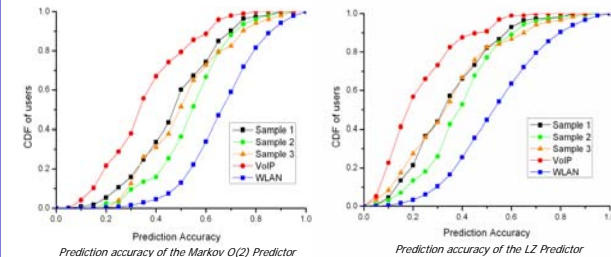 1.0
0.8
0.6
0.4
0.2
0.0
CDF of users
0.0 0.2 0.4 0.6 0.8 1.0
Prediction Accuracy
Sample 1
Sample 2
Sample 3
VoIP
WLAN
Prediction accuracy of the Markov O(2) Predictor
1.0
0.8
0.6
0.4
0.2
0.0
CDF of users
0.0 0.2 0.4 0.6 0.8 1.0
Prediction Accuracy
Sample 1
Sample 2
Sample 3
VoIP
WLAN
Prediction accuracy of the LZ Predictor